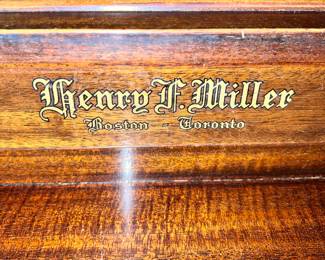 Henry F. Miller
Boston - Toronto